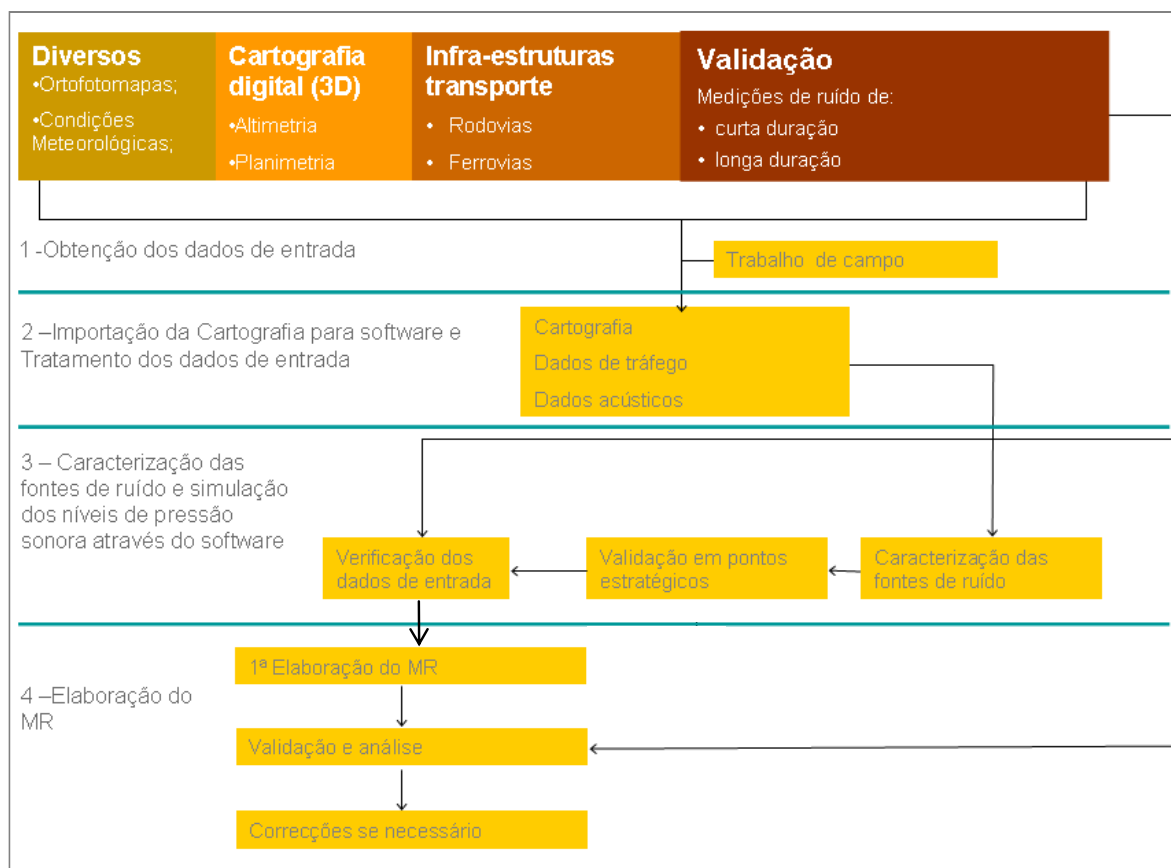 Diversos
•Ortofotomapas;
•Condições
Meteorológicas;
Cartografia
digital (3D)
•Altimetria
•Planimetria
Infra-estruturas
transporte
• Rodovias
• Ferrovias
Validação
Medições de ruído de:
• curta duração
• longa duração
1 -Obtenção dos dados de entrada
Trabalho de campo
2 –Importação da Cartografia para software e
Tratamento dos dados de entrada
Cartografia
Dados de tráfego
Dados acústicos
3 – Caracterização das
fontes de ruído e simulação
dos níveis de pressão
sonora através do software
Verificação dos
dados de entrada
Validação em pontos
estratégicos
Caracterização das
fontes de ruído
4 –Elaboração do
MR
1ª Elaboração do MR
Validação e análise
Correcções se necessário